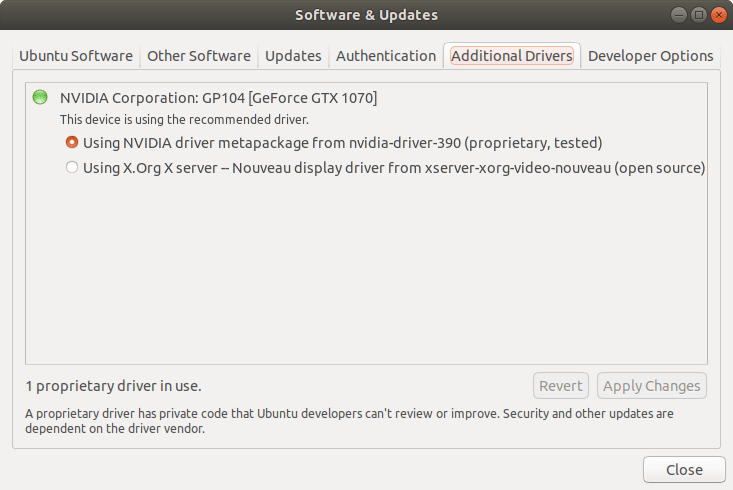 Software & Updates
Ubuntu Software
Other Software
Updates
Authentication
Additional Drivers
Developer Options
NVIDIA Corporation: GP104 [GeForce GTX 1070]
This device is using the recommended driver.
Using NVIDIA driver metapackage from nvidia-driver-390 (proprietary, tested)
Using X.Org X server -- Nouveau display driver from xserver-xorg-video-nouveau (open source)
1 proprietary driver in use.
Revert
Apply Changes
A proprietary driver has private code that Ubuntu developers can't review or improve. Security and other updates are
dependent on the driver vendor.
Close